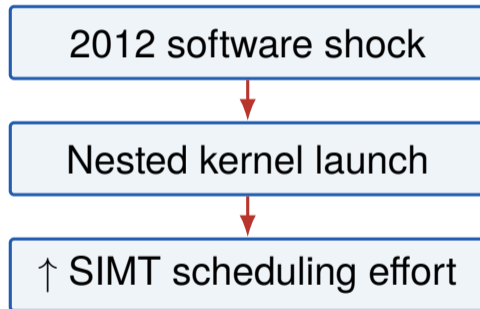 2012 software shock
Nested kernel launch
↑ SIMT scheduling effort